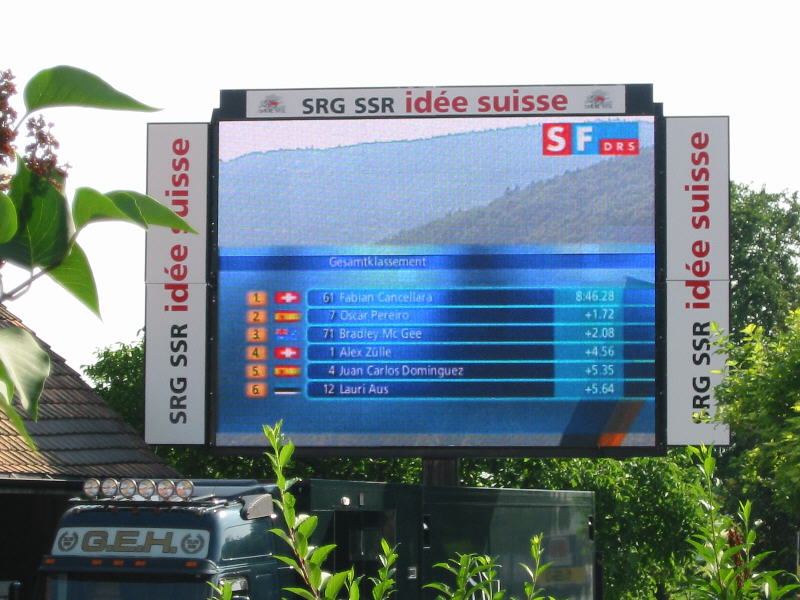 SRG SSR idée suisse
SRG SSR idée suisse
SRG SSR idée suisse
SF DRS
Gesamtklassement
1. 61 Fabian Cancellara 8:46.28
2. 7 Oscar Pereiro +1.72
3. 71 Bradley Mc Gee +2.08
4. 1 Alex Zülle +4.56
5. 4 Juan Carlos Dominguez +5.35
6. 12 Lauri Aus +5.64
G.E.H.